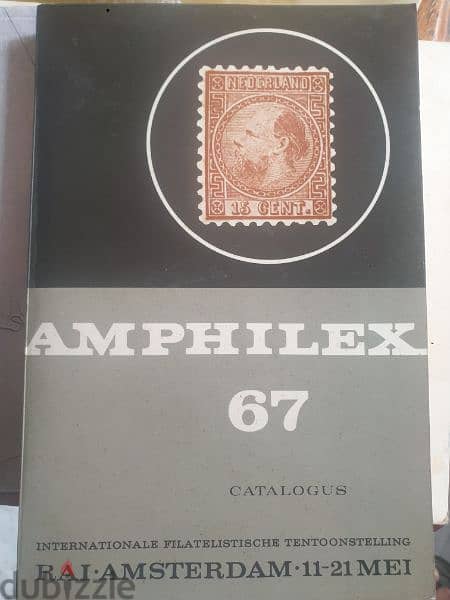 NEDERLAND
15 CENT.
AMPHILEX
67
CATALOGUS
INTERNATIONALE FILATELISTISCHE TENTOONSTELLING
RAI·AMSTERDAM·11-21 MEI
dubizzle